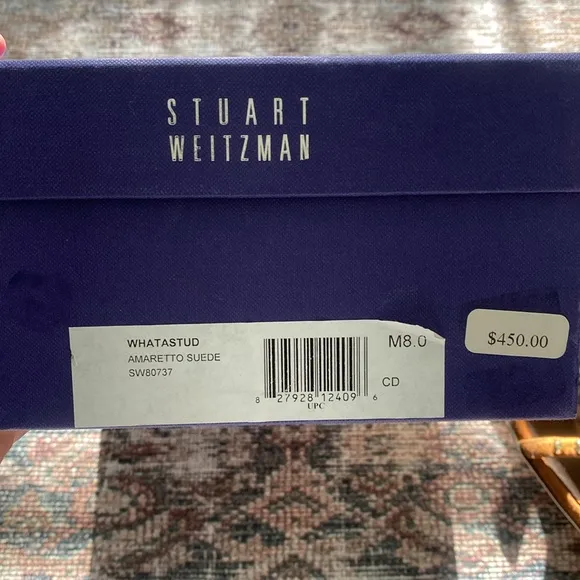 STUART
WEITZMAN
$450.00
WHATASTUD
AMARETTO SUEDE
SW80737
M8.0
CD
8 27928 12409 6
UPC